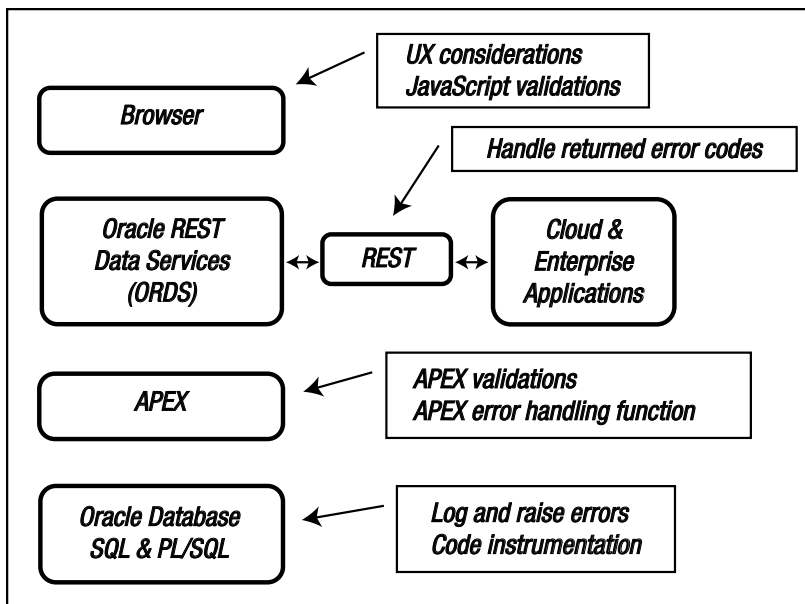 UX considerations
JavaScript validations
Browser
Handle returned error codes
Oracle REST
Data Services
(ORDS)
REST
Cloud &
Enterprise
Applications
APEX validations
APEX error handling function
APEX
Oracle Database
SQL & PL/SQL
Log and raise errors
Code instrumentation